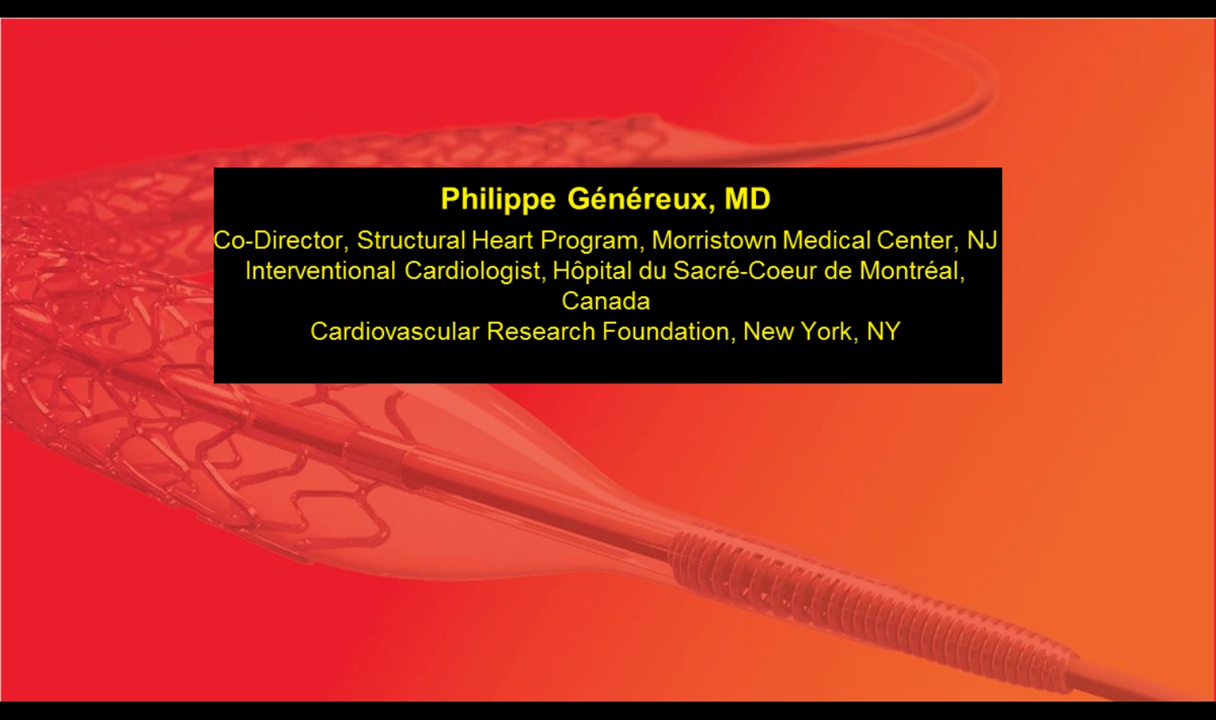 Philippe Généreux, MD
Co-Director, Structural Heart Program, Morristown Medical Center, NJ
Interventional Cardiologist, Hôpital du Sacré-Coeur de Montréal,
Canada
Cardiovascular Research Foundation, New York, NY